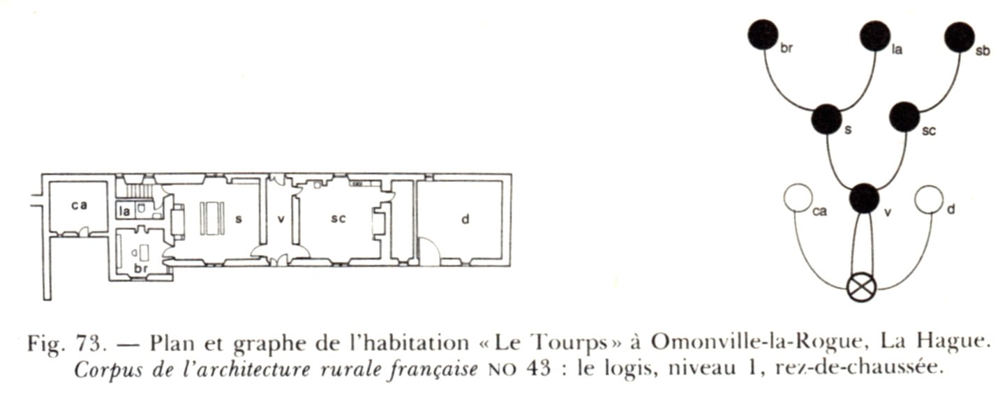 br
la
sb
s
sc
ca
v
d
ca
la
s
v
sc
d
br
Fig. 73. — Plan et graphe de l'habitation « Le Tourps » à Omonville-la-Rogue, La Hague.
Corpus de l'architecture rurale française NO 43 : le logis, niveau 1, rez-de-chaussée.